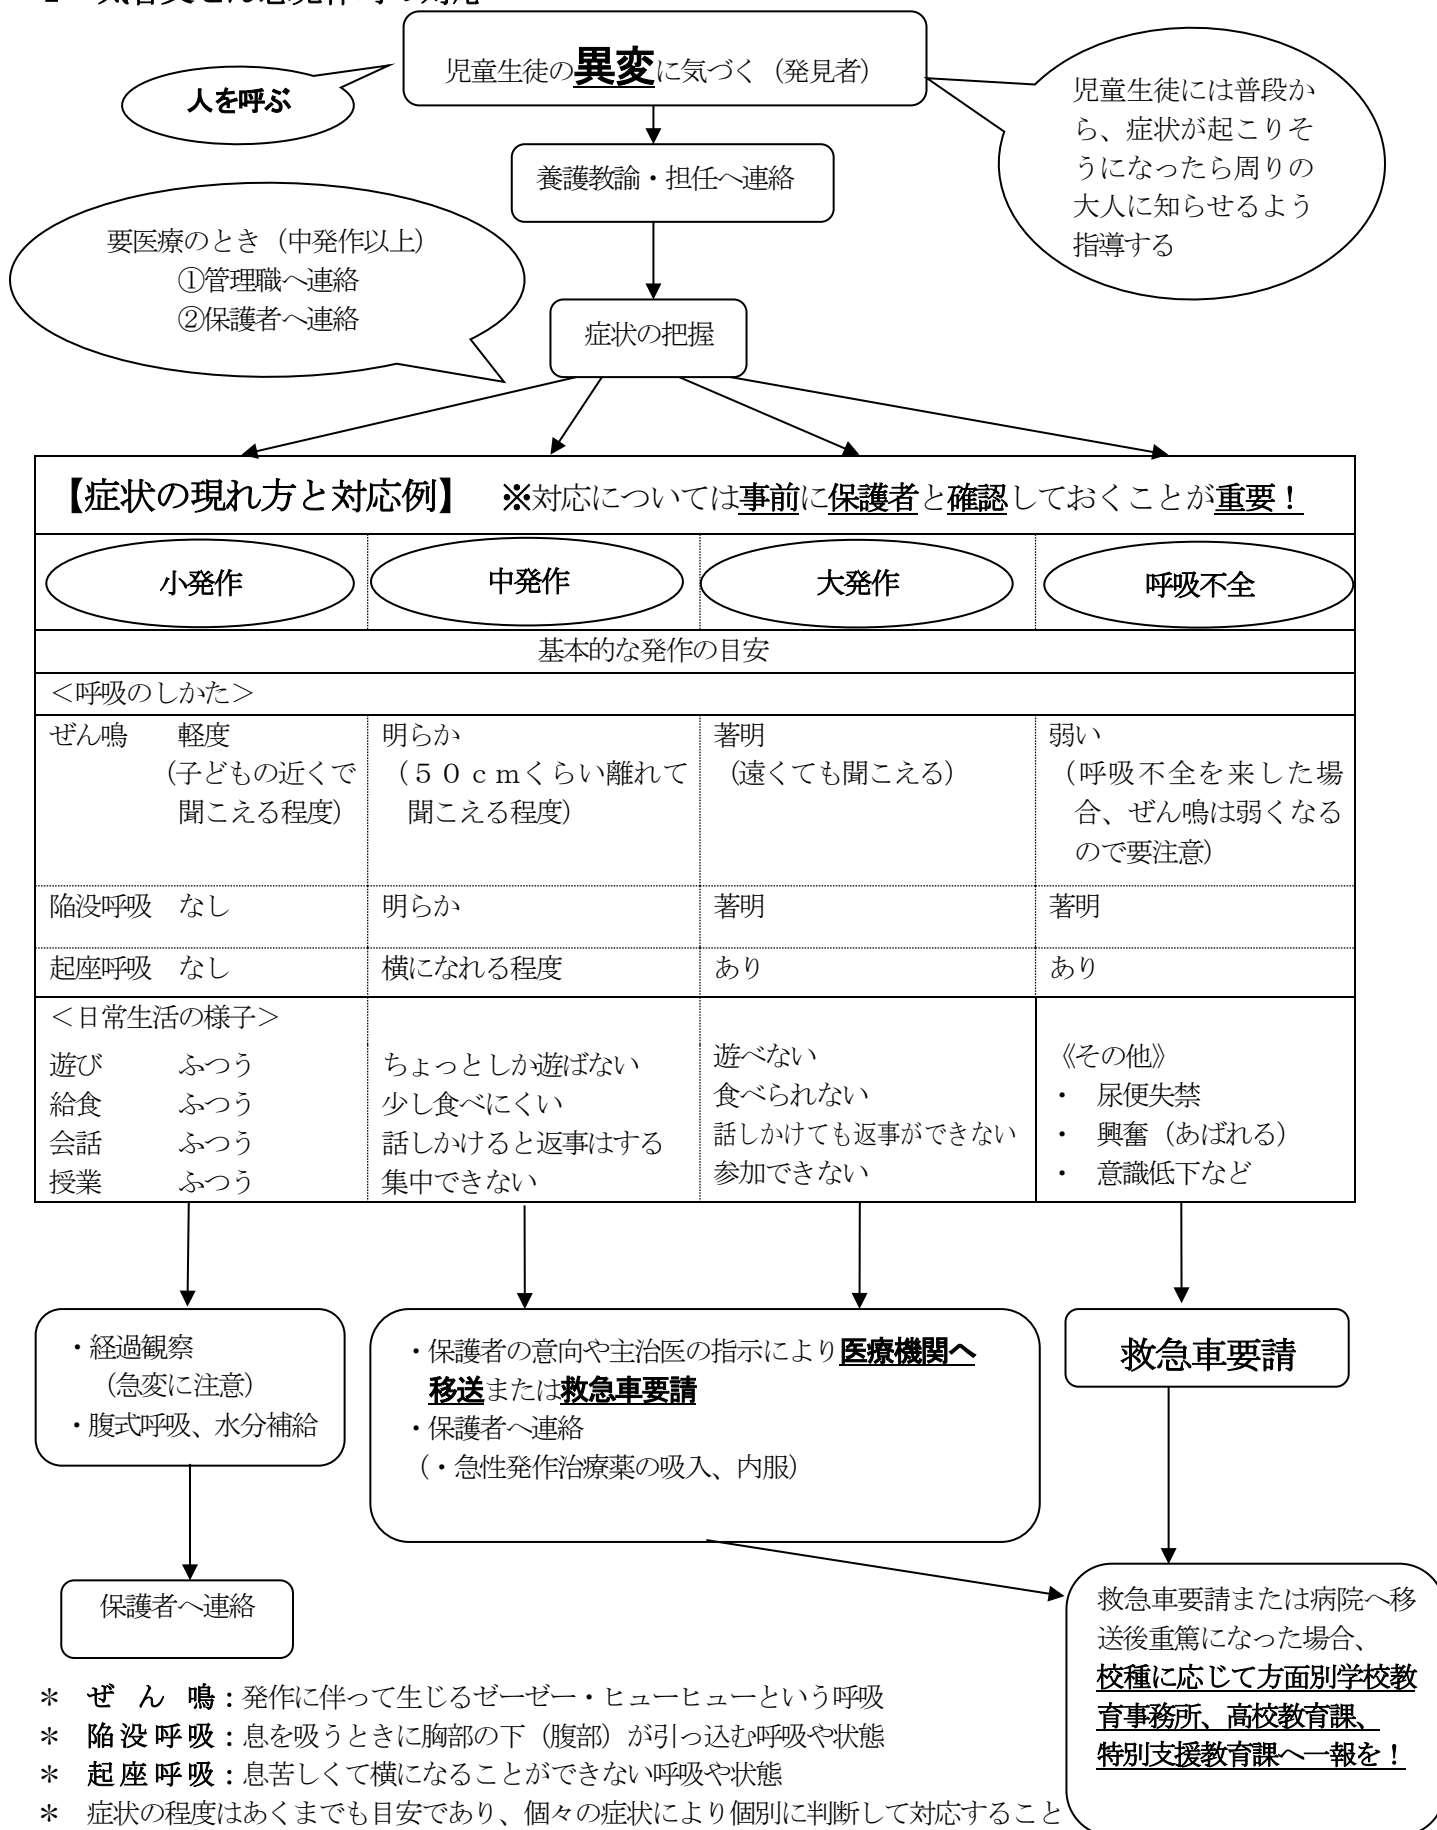 児童生徒の異変に気づく（発見者）
人を呼ぶ
児童生徒には普段か
ら、症状が起こりそ
うになったら周りの
大人に知らせるよう
指導する
養護教諭・担任へ連絡
要医療のとき（中発作以上）
①管理職へ連絡
②保護者へ連絡
症状の把握
【症状の現れ方と対応例】　※対応については事前に保護者と確認しておくことが重要！
小発作　中発作　大発作　呼吸不全
基本的な発作の目安
＜呼吸のしかた＞
ぜん鳴　軽度
（子どもの近くで
聞こえる程度）
明らか
（５０ｃｍくらい離れて
聞こえる程度）
著明
（遠くても聞こえる）
弱い
（呼吸不全を来した場
合、ぜん鳴は弱くなる
ので要注意）
陥没呼吸　なし　明らか　著明　著明
起座呼吸　なし　横になれる程度　あり　あり
＜日常生活の様子＞
遊び　ふつう
給食　ふつう
会話　ふつう
授業　ふつう
ちょっとしか遊ばない
少し食べにくい
話しかけると返事はする
集中できない
遊べない
食べられない
話しかけても返事ができない
参加できない
《その他》
・　尿便失禁
・　興奮（あばれる）
・　意識低下など
・経過観察
（急変に注意）
・腹式呼吸、水分補給
・保護者の意向や主治医の指示により医療機関へ
移送または救急車要請
・保護者へ連絡
（・急性発作治療薬の吸入、内服）
救急車要請
保護者へ連絡
救急車要請または病院へ移
送後重篤になった場合、
校種に応じて方面別学校教
育事務所、高校教育課、
特別支援教育課へ一報を！
＊　ぜん鳴：発作に伴って生じるゼーゼー・ヒューヒューという呼吸
＊　陥没呼吸：息を吸うときに胸部の下（腹部）が引っ込む呼吸や状態
＊　起座呼吸：息苦しくて横になることができない呼吸や状態
＊　症状の程度はあくまでも目安であり、個々の症状により個別に判断して対応すること